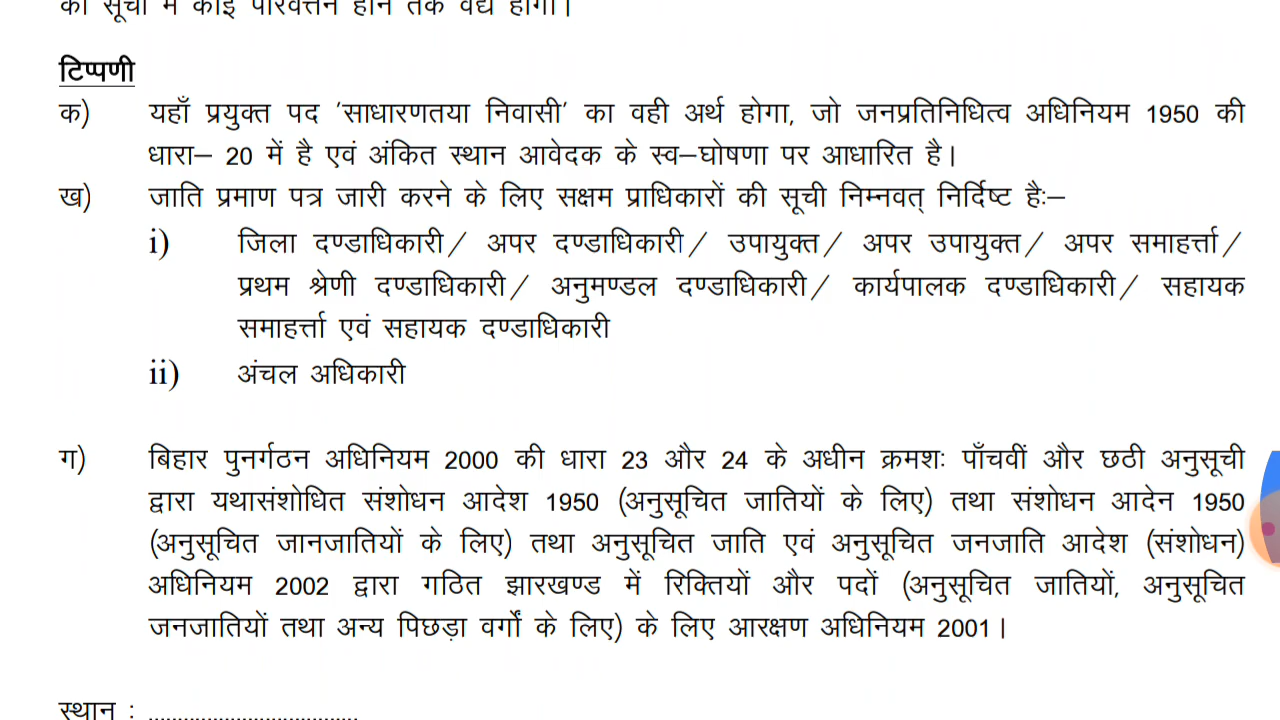 की सूची में कोई परिवर्त्तन होने तक वैद्य होगा।
टिप्पणी
क) यहाँ प्रयुक्त पद 'साधारणतया निवासी' का वही अर्थ होगा, जो जनप्रतिनिधित्व अधिनियम 1950 की
धारा– 20 में है एवं अंकित स्थान आवेदक के स्व–घोषणा पर आधारित है।
ख) जाति प्रमाण पत्र जारी करने के लिए सक्षम प्राधिकारों की सूची निम्नवत् निर्दिष्ट हैः–
i) जिला दण्डाधिकारी/ अपर दण्डाधिकारी/ उपायुक्त/ अपर उपायुक्त/ अपर समाहर्त्ता/
प्रथम श्रेणी दण्डाधिकारी/ अनुमण्डल दण्डाधिकारी/ कार्यपालक दण्डाधिकारी/ सहायक
समाहर्त्ता एवं सहायक दण्डाधिकारी
ii) अंचल अधिकारी
ग) बिहार पुनर्गठन अधिनियम 2000 की धारा 23 और 24 के अधीन क्रमशः पाँचवीं और छठी अनुसूची
द्वारा यथासंशोधित संशोधन आदेश 1950 (अनुसूचित जातियों के लिए) तथा संशोधन आदेन 1950
(अनुसूचित जानजातियों के लिए) तथा अनुसूचित जाति एवं अनुसूचित जनजाति आदेश (संशोधन)
अधिनियम 2002 द्वारा गठित झारखण्ड में रिक्तियों और पदों (अनुसूचित जातियों, अनुसूचित
जनजातियों तथा अन्य पिछड़ा वर्गों के लिए) के लिए आरक्षण अधिनियम 2001।
स्थान : ....................................